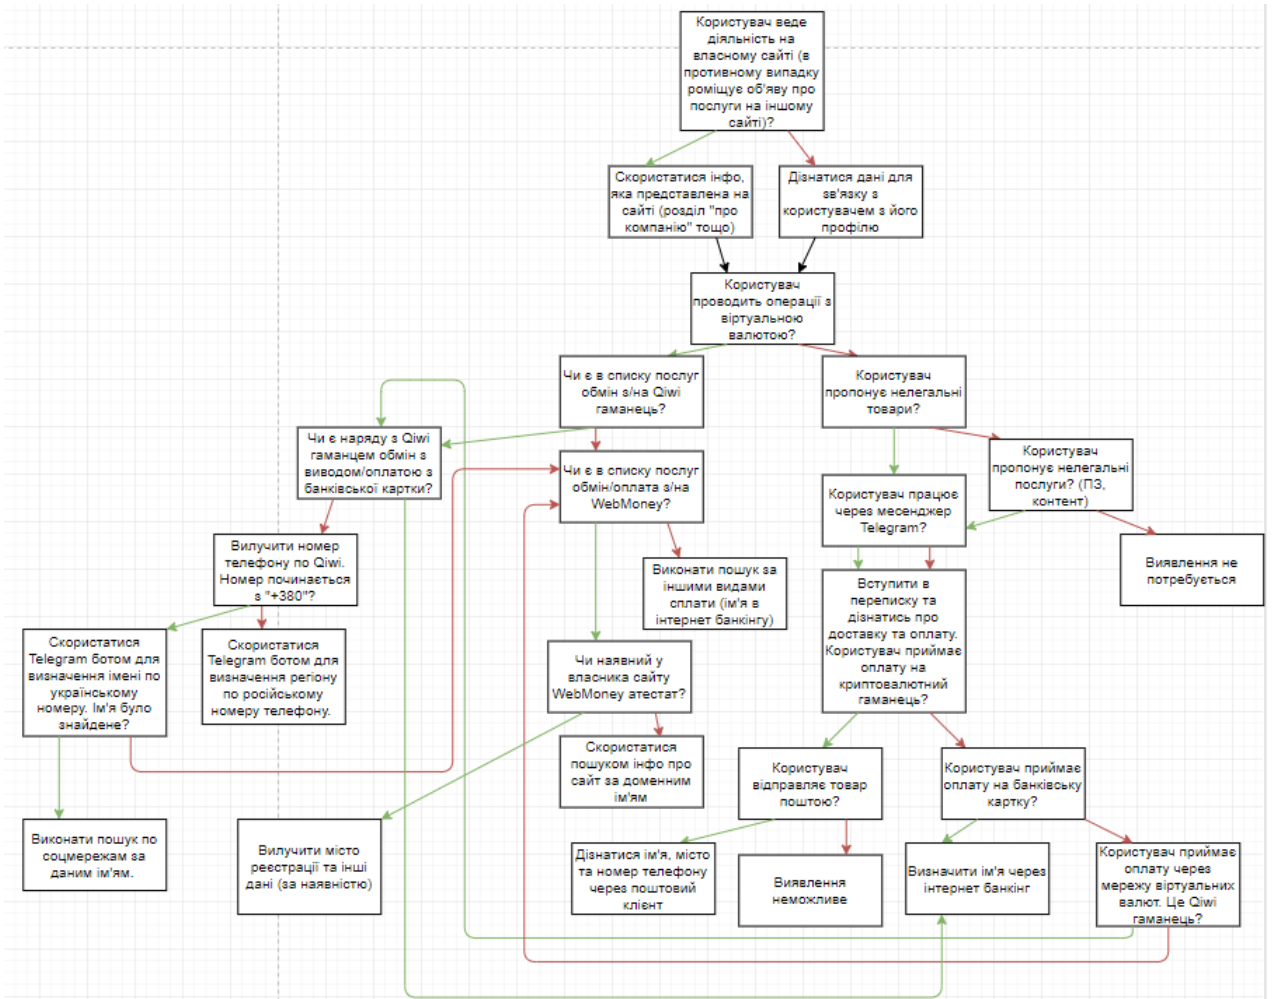 Користувач веде
діяльність на
власному сайті (в
противному випадку
роміщує об'яву про
послуги на іншому
сайті)?
Скористатися інфо,
яка представлена на
сайті (розділ "про
компанію" тощо)
Дізнатися дані для
зв'язку з
користувачем з його
профілю
Користувач
проводить операції з
віртуальною
валютою?
Чи є в списку послуг
обмін з/на Qiwi
гаманець?
Користувач
пропонує нелегальні
товари?
Чи є наряду з Qiwi
гаманцем обмін з
виводом/оплатою з
банківської картки?
Чи є в списку послуг
обмін/оплата з/на
WebMoney?
Користувач
пропонує нелегальні
послуги? (ПЗ,
контент)
Користувач працює
через месенджер
Telegram?
Вилучити номер
телефону по Qiwi.
Номер починається
з "+380"?
Виконати пошук за
іншими видами
сплати (ім'я в
інтернет банкінгу)
Вступити в
переписку та
дізнатись про
доставку та оплату.
Користувач приймає
оплату на
криптовалютний
гаманець?
Виявлення не
потребується
Скористатися
Telegram ботом для
визначення імені по
українському
номеру. Ім'я було
знайдене?
Скористатися
Telegram ботом для
визначення регіону
по російському
номеру телефону.
Чи наявний у
власника сайту
WebMoney атестат?
Скористатися
пошуком інфо про
сайт за доменним
ім'ям
Користувач
відправляє товар
поштою?
Користувач приймає
оплату на банківську
картку?
Виконати пошук по
соцмережам за
даним ім'ям.
Вилучити місто
реєстрації та інші
дані (за наявністю)
Дізнатися ім'я, місто
та номер телефону
через поштовий
клієнт
Виявлення
неможливе
Визначити ім'я через
інтернет банкінг
Користувач приймає
оплату через
мережу віртуальних
валют. Це Qiwi
гаманець?